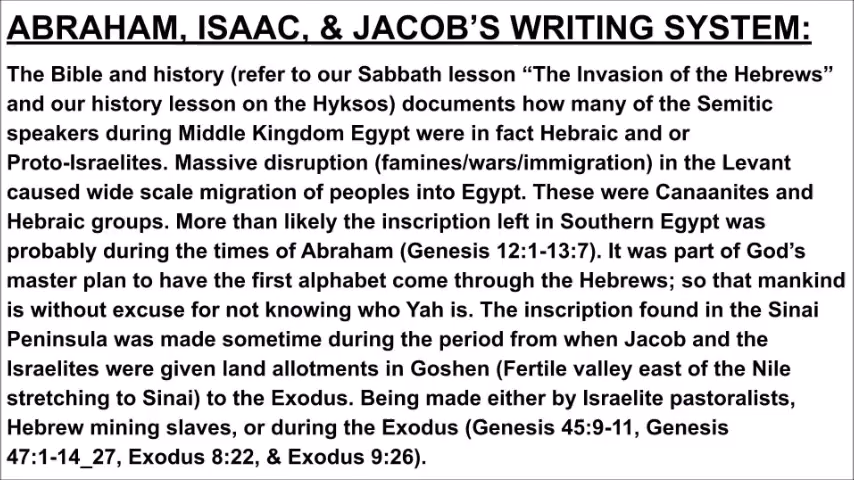 ABRAHAM, ISAAC, & JACOB’S WRITING SYSTEM:
The Bible and history (refer to our Sabbath lesson “The Invasion of the Hebrews”
and our history lesson on the Hyksos) documents how many of the Semitic
speakers during Middle Kingdom Egypt were in fact Hebraic and or
Proto-Israelites. Massive disruption (famines/wars/immigration) in the Levant
caused wide scale migration of peoples into Egypt. These were Canaanites and
Hebraic groups. More than likely the inscription left in Southern Egypt was
probably during the times of Abraham (Genesis 12:1-13:7). It was part of God’s
master plan to have the first alphabet come through the Hebrews; so that mankind
is without excuse for not knowing who Yah is. The inscription found in the Sinai
Peninsula was made sometime during the period from when Jacob and the
Israelites were given land allotments in Goshen (Fertile valley east of the Nile
stretching to Sinai) to the Exodus. Being made either by Israelite pastoralists,
Hebrew mining slaves, or during the Exodus (Genesis 45:9-11, Genesis
47:1-14_27, Exodus 8:22, & Exodus 9:26).